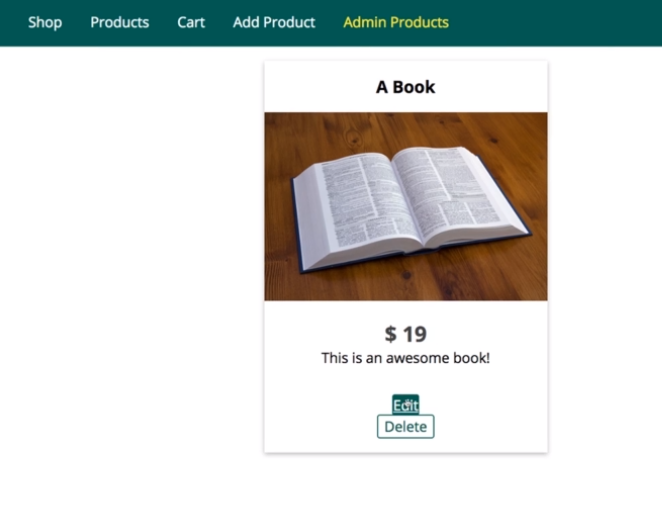 Shop Products Cart Add Product Admin Products
A Book
$ 19
This is an awesome book!
Edit
Delete